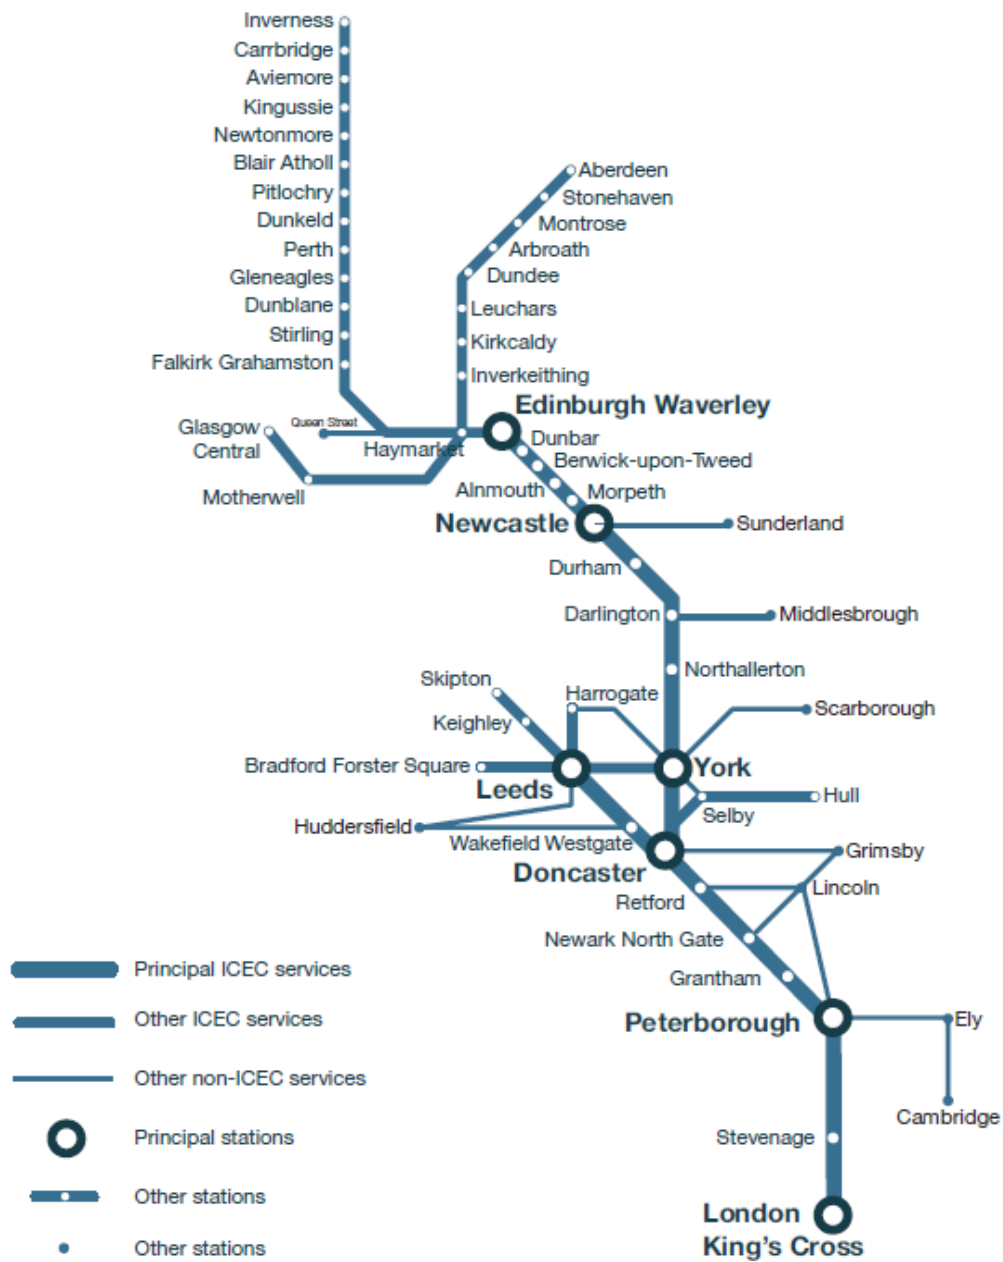 Inverness
Carrbridge
Aviemore
Kingussie
Newtonmore
Blair Atholl
Pitlochry
Dunkeld
Perth
Gleneagles
Dunblane
Stirling
Falkirk Grahamston
Aberdeen
Stonehaven
Montrose
Arbroath
Dundee
Leuchars
Kirkcaldy
Inverkeithing
Edinburgh Waverley
Queen Street
Glasgow
Central
Haymarket
Motherwell
Dunbar
Berwick-upon-Tweed
Alnmouth
Morpeth
Newcastle
Sunderland
Durham
Darlington
Middlesbrough
Northallerton
Skipton
Harrogate
Keighley
Scarborough
Bradford Forster Square
Leeds
York
Hull
Selby
Huddersfield
Wakefield Westgate
Doncaster
Grimsby
Lincoln
Retford
Newark North Gate
Grantham
Peterborough
Ely
Cambridge
Stevenage
London
King's Cross
Principal ICEC services
Other ICEC services
Other non-ICEC services
Principal stations
Other stations
Other stations